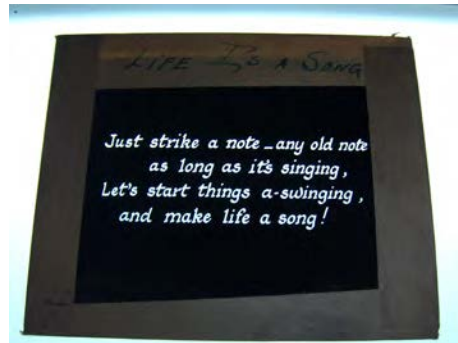 LIFE IS A SONG
Just strike a note – any old note
as long as it's singing,
Let's start things a-swinging,
and make life a song!